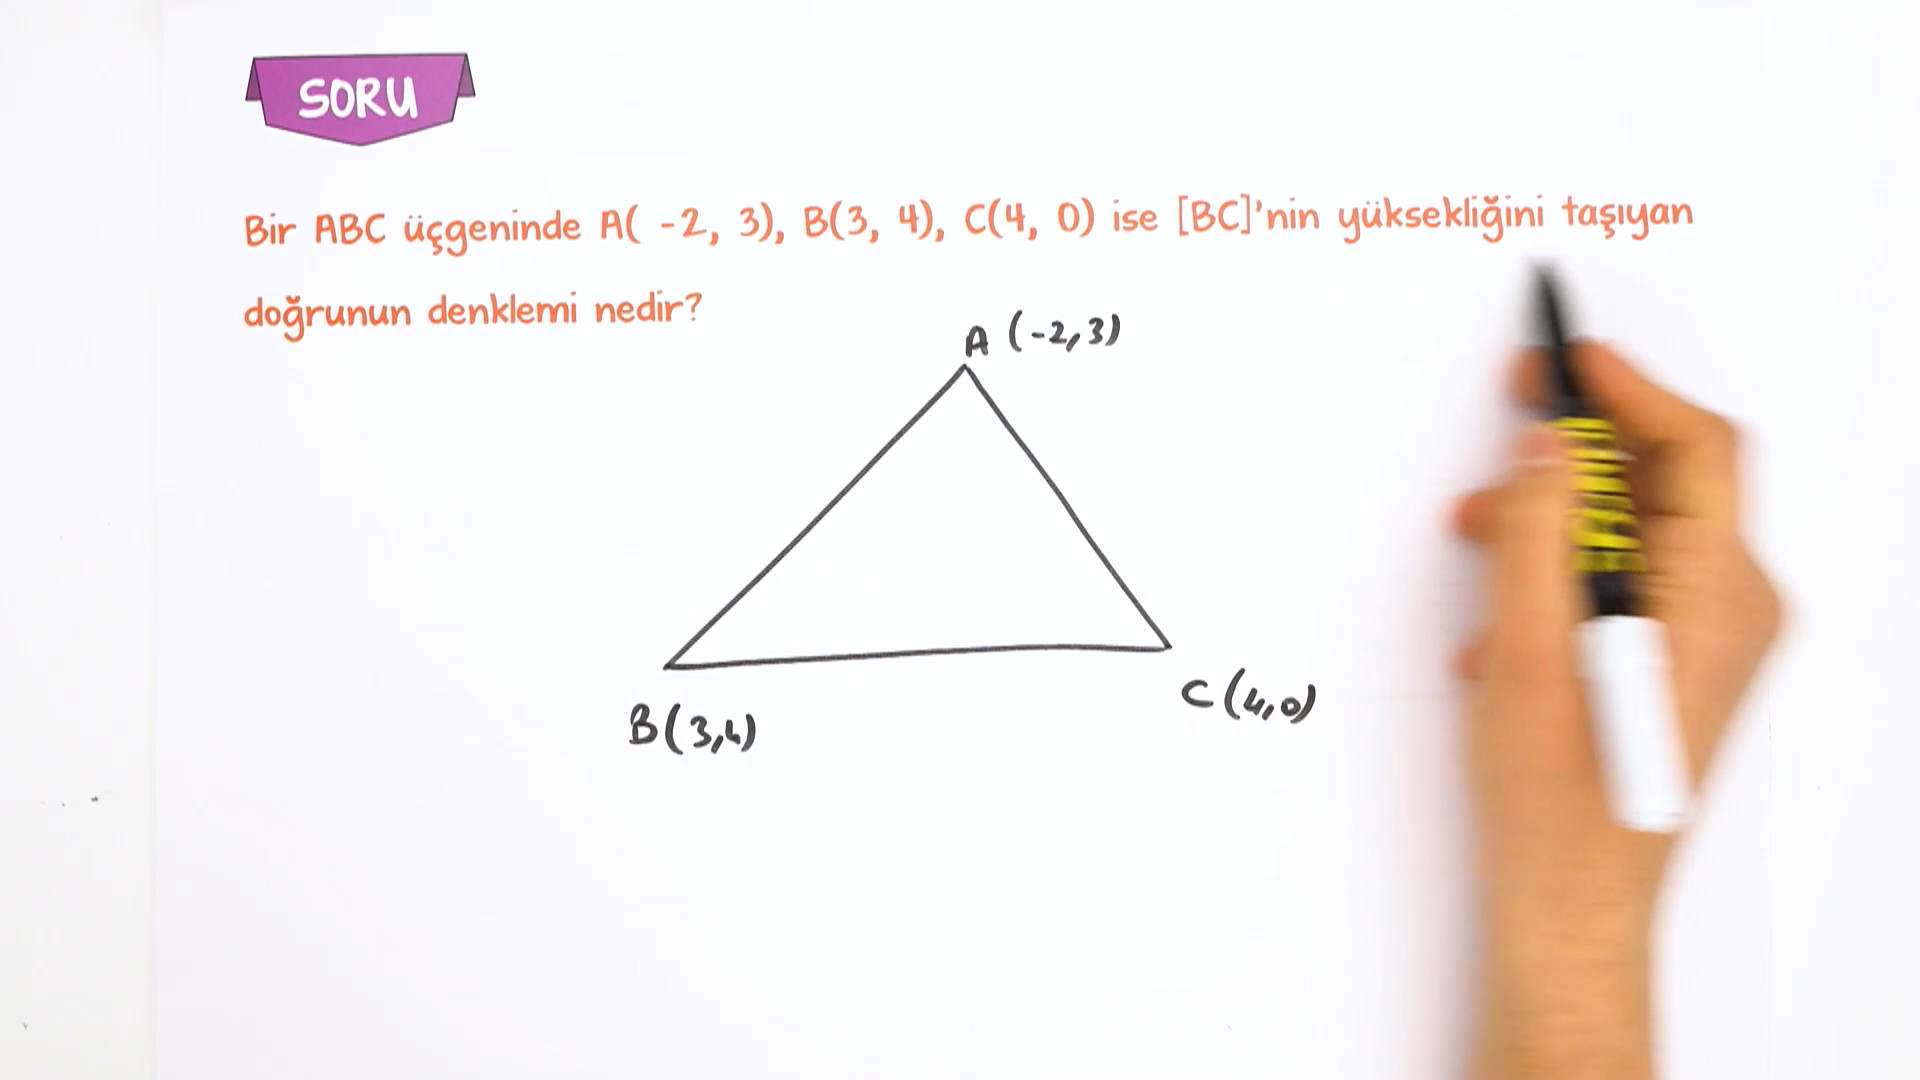 SORU
Bir ABC üçgeninde A( -2, 3), B(3, 4), C(4, 0) ise [BC]'nin yüksekliğini taşıyan
doğrunun denklemi nedir?
A (-2,3)
B(3,4)
C(4,0)